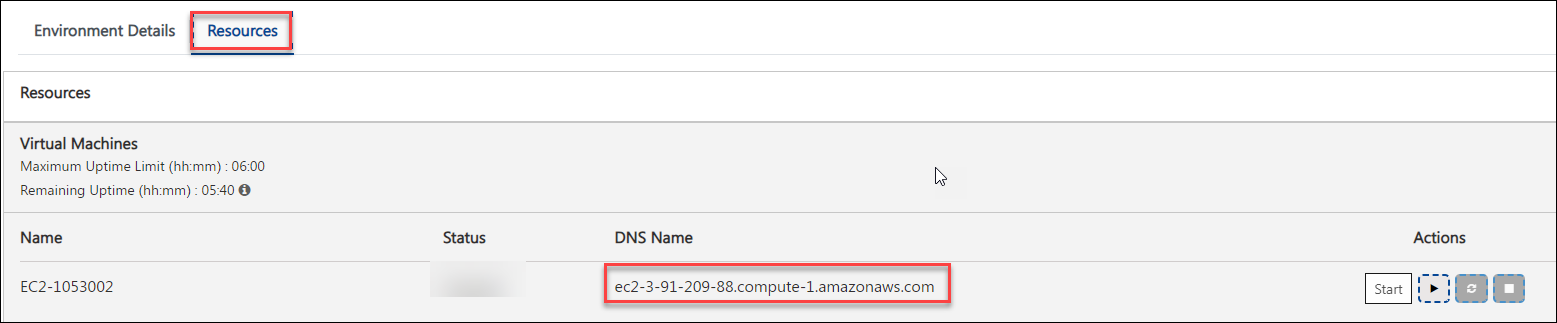 Environment Details Resources
Resources
Virtual Machines
Maximum Uptime Limit (hh:mm) : 06:00
Remaining Uptime (hh:mm) : 05:40
Name Status DNS Name Actions
EC2-1053002 ec2-3-91-209-88.compute-1.amazonaws.com Start